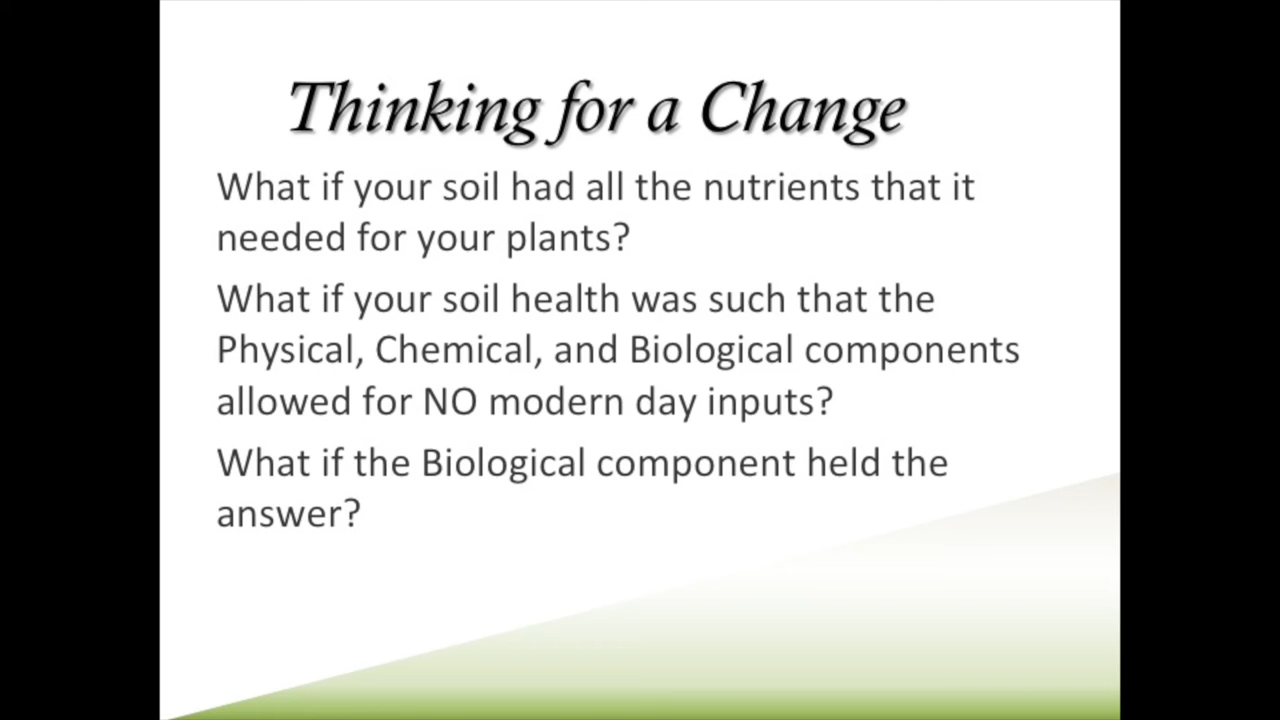 Thinking for a Change
What if your soil had all the nutrients that it
needed for your plants?
What if your soil health was such that the
Physical, Chemical, and Biological components
allowed for NO modern day inputs?
What if the Biological component held the
answer?